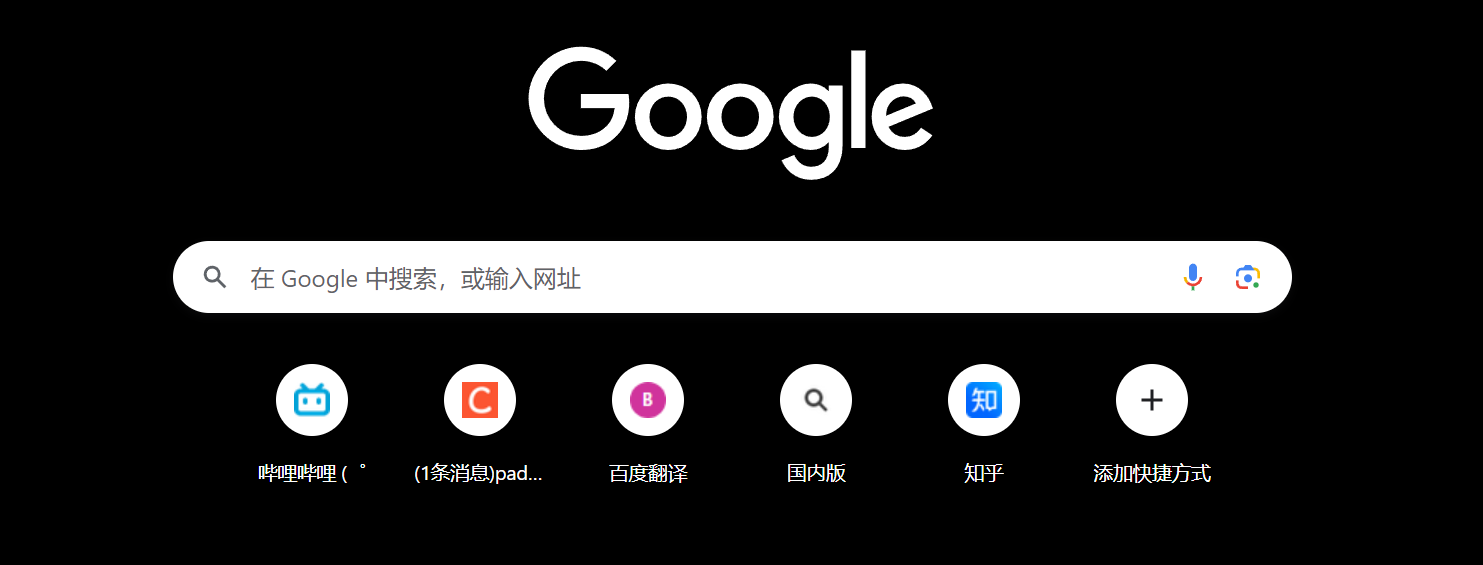 Google
在 Google 中搜索，或输入网址
C
B
知
哔哩哔哩 ( ゜
(1条消息)pad...
百度翻译
国内版
知乎
添加快捷方式